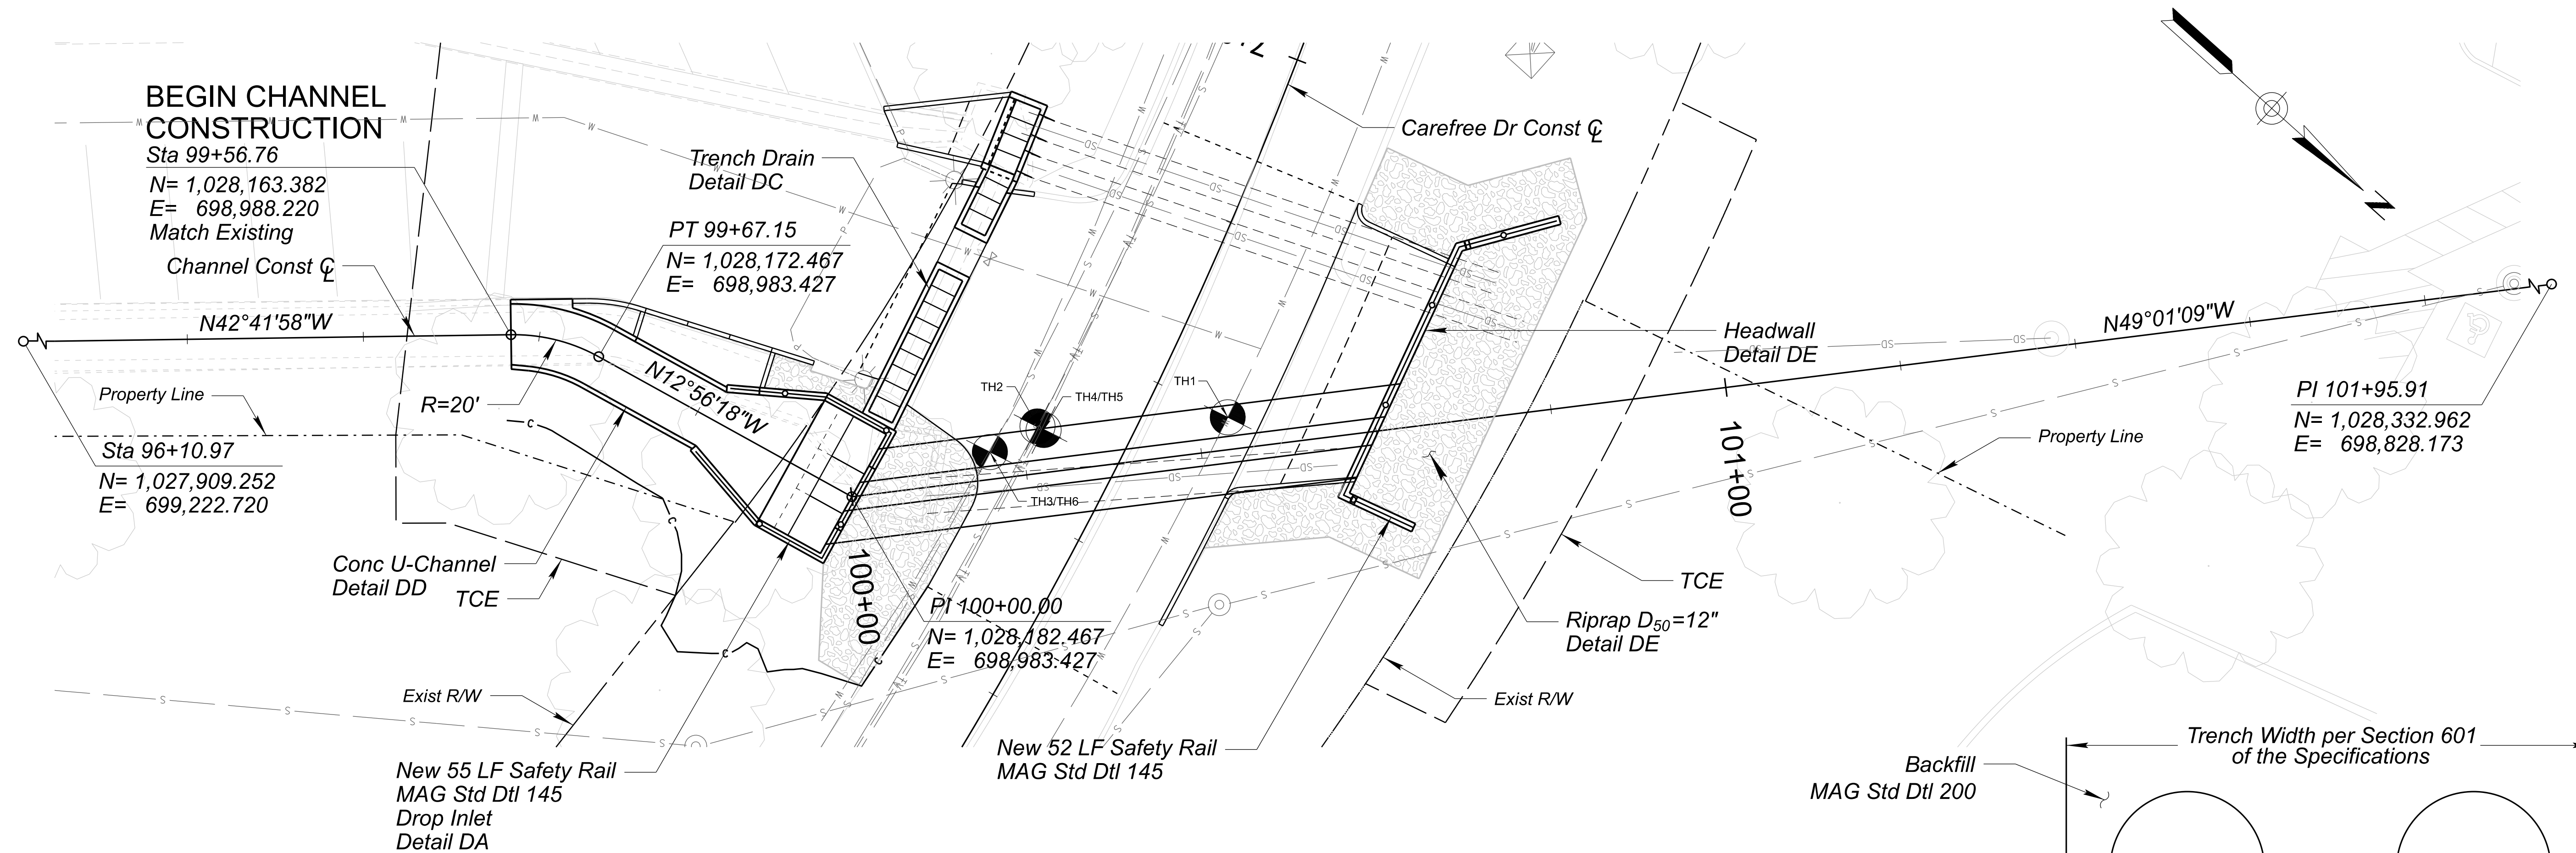 BEGIN CHANNEL
CONSTRUCTION
Sta 99+56.76
N= 1,028,163.382
E= 698,988.220
Match Existing
Channel Const ℄
N42°41'58"W
Property Line
Sta 96+10.97
N= 1,027,909.252
E= 699,222.720
Conc U-Channel
Detail DD
TCE
Exist R/W
New 55 LF Safety Rail
MAG Std Dtl 145
Drop Inlet
Detail DA
R=20'
PT 99+67.15
N= 1,028,172.467
E= 698,983.427
Trench Drain
Detail DC
N12°56'18"W
TH2
TH4/TH5
TH1
TH3/TH6
100+00
PI 100+00.00
N= 1,028,182.467
E= 698,983.427
New 52 LF Safety Rail
MAG Std Dtl 145
Carefree Dr Const ℄
Headwall
Detail DE
TCE
Riprap D50=12"
Detail DE
Exist R/W
101+00
N49°01'09"W
Property Line
PI 101+95.91
N= 1,028,332.962
E= 698,828.173
N
Trench Width per Section 601
of the Specifications
Backfill
MAG Std Dtl 200
W
W
W
W
W
S
S
S
S
S
SD
SD
SD
SD
TV
TV
C
C
C
C
P
P
P